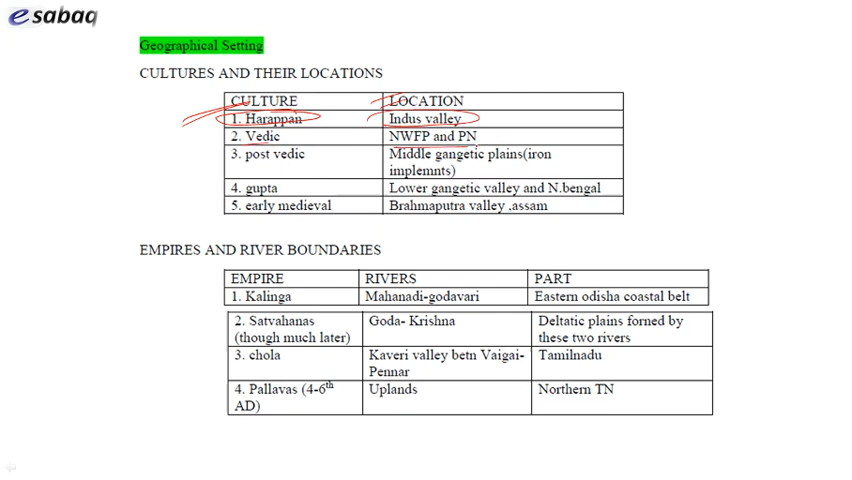 esabaq
Geographical Setting
CULTURES AND THEIR LOCATIONS
CULTURE LOCATION
1. Harappan Indus valley
2. Vedic NWFP and PN
3. post vedic Middle gangetic plains(iron
implemnts)
4. gupta Lower gangetic valley and N.bengal
5. early medieval Brahmaputra valley ,assam
EMPIRES AND RIVER BOUNDARIES
EMPIRE RIVERS PART
1. Kalinga Mahanadi-godavari Eastern odisha coastal belt
2. Satvahanas Goda- Krishna Deltatic plains forned by
(though much later) these two rivers
3. chola Kaveri valley betn Vaigai- Tamilnadu
Pennar
4. Pallavas (4-6th Uplands Northern TN
AD)